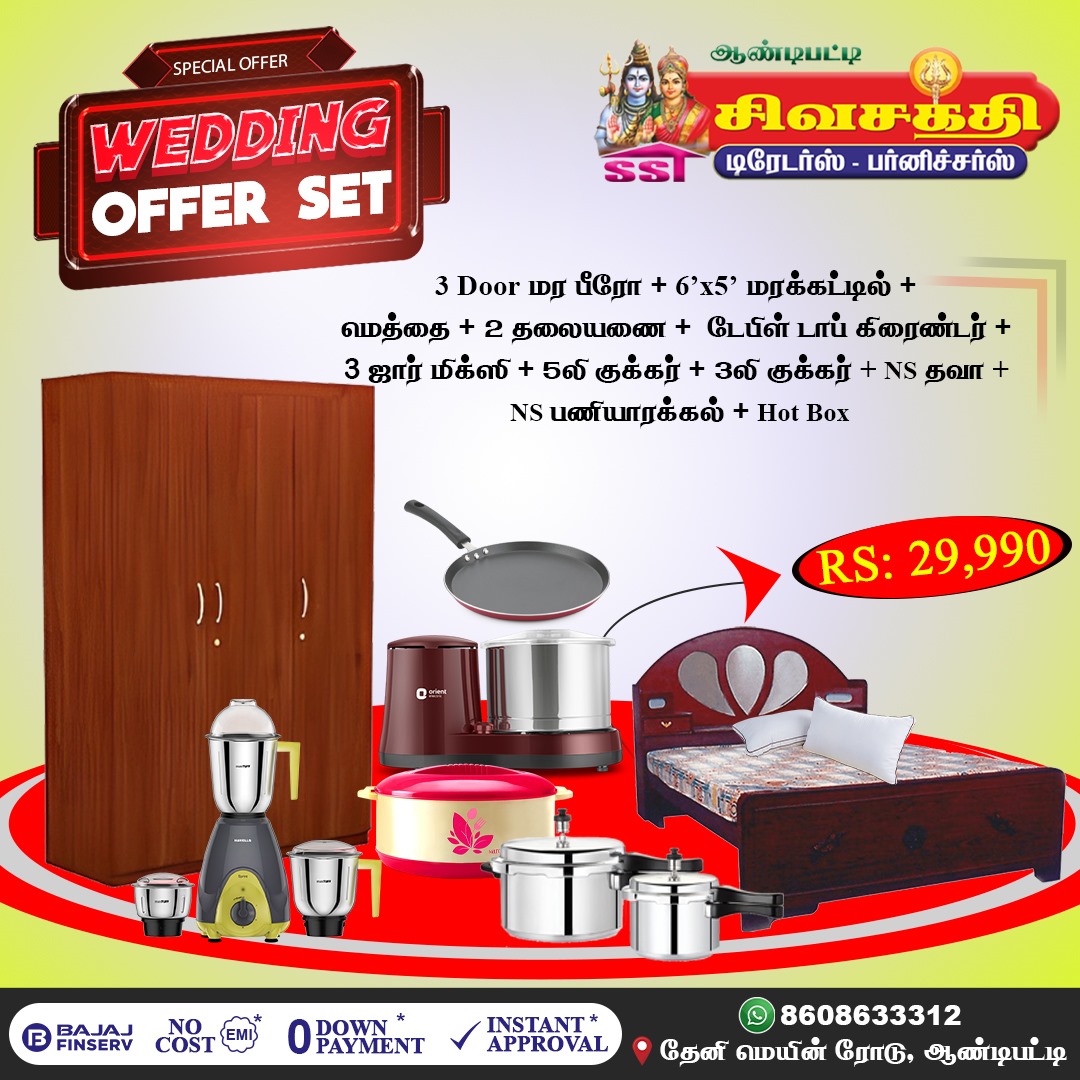 SPECIAL OFFER
WEDDING
OFFER SET
ஆண்டிபட்டி
சிவசக்தி
SST
டிரேடர்ஸ் - பர்னிச்சர்ஸ்
3 Door மர பீரோ + 6’x5’ மரக்கட்டில் +
மெத்தை + 2 தலையணை + டேபிள் டாப் கிரைண்டர் +
3 ஜார் மிக்ஸி + 5லி குக்கர் + 3லி குக்கர் + NS தவா +
NS பணியாரக்கல் + Hot Box
RS: 29,990
orient
HAVELLS
BAJAJ
FINSERV
NO
COST EMI*
0 DOWN
PAYMENT*
INSTANT*
APPROVAL
8608633312
தேனி மெயின் ரோடு, ஆண்டிபட்டி